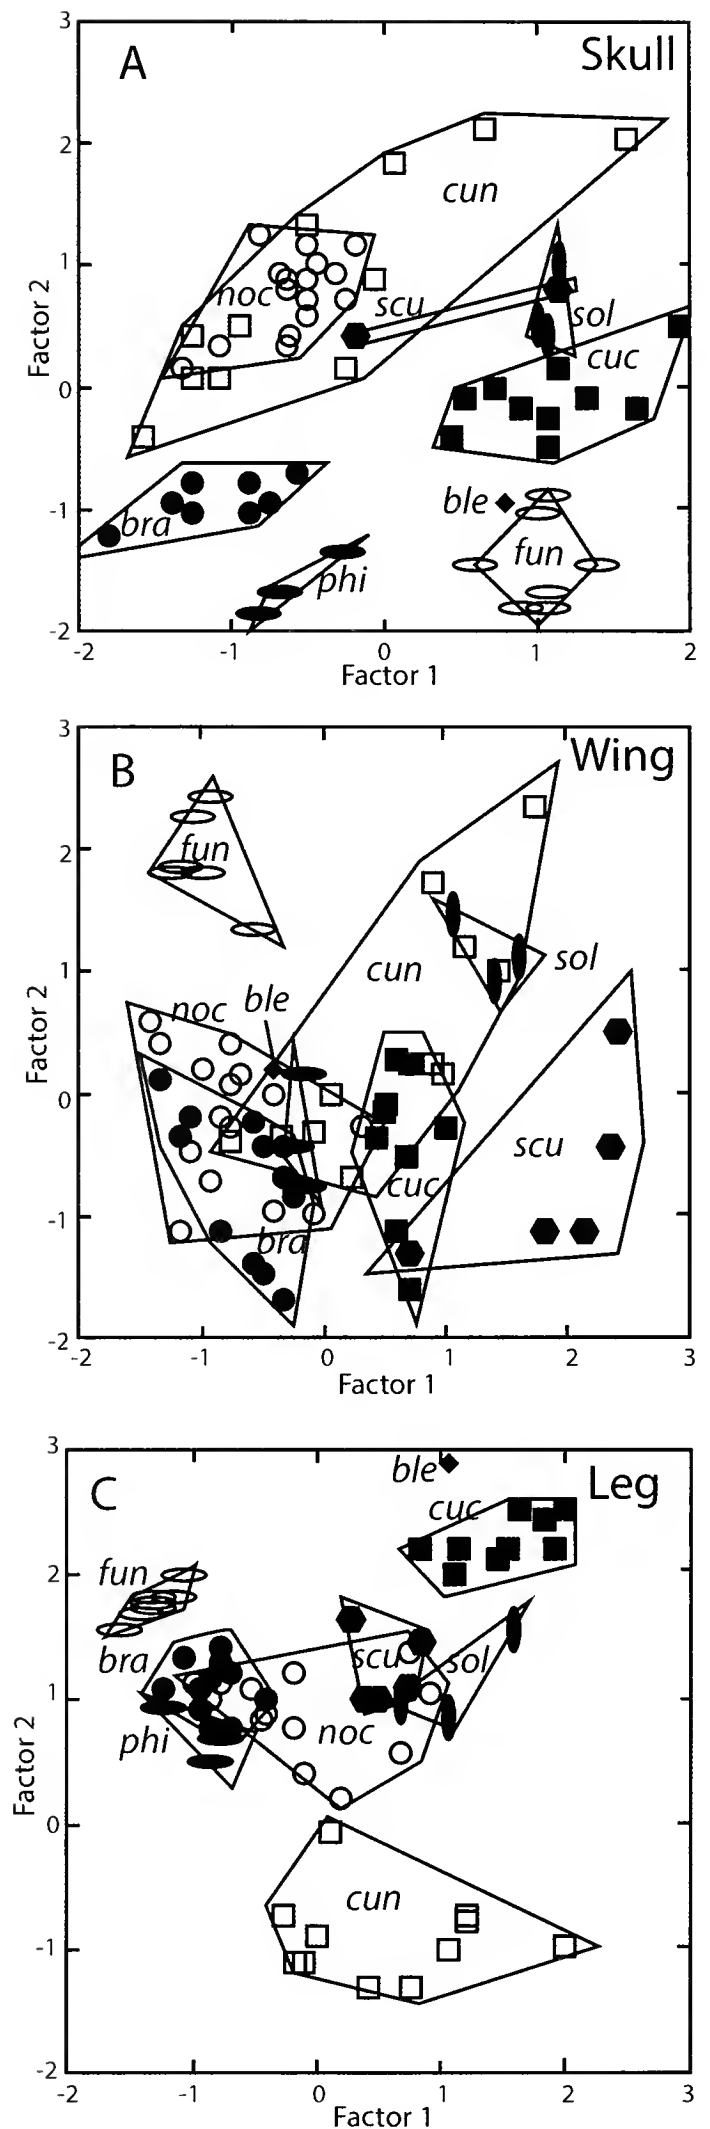 3
A
Skull
2
cun
1
noc
scu
sol
cuc
0
Factor 2
-1
bra
ble
fun
phi
-2
-2
-1
0
1
2
Factor 1
3
B
Wing
2
fun
cun
sol
1
noc
ble
Factor 2
0
scu
cuc
-1
bra
-2
-2
-1
0
1
2
3
Factor 1
3
C
ble
Leg
cuc
2
fun
bra
scu
sol
1
phi
noc
Factor 2
0
cun
-1
-2
-2
-1
0
1
2
3
Factor 1